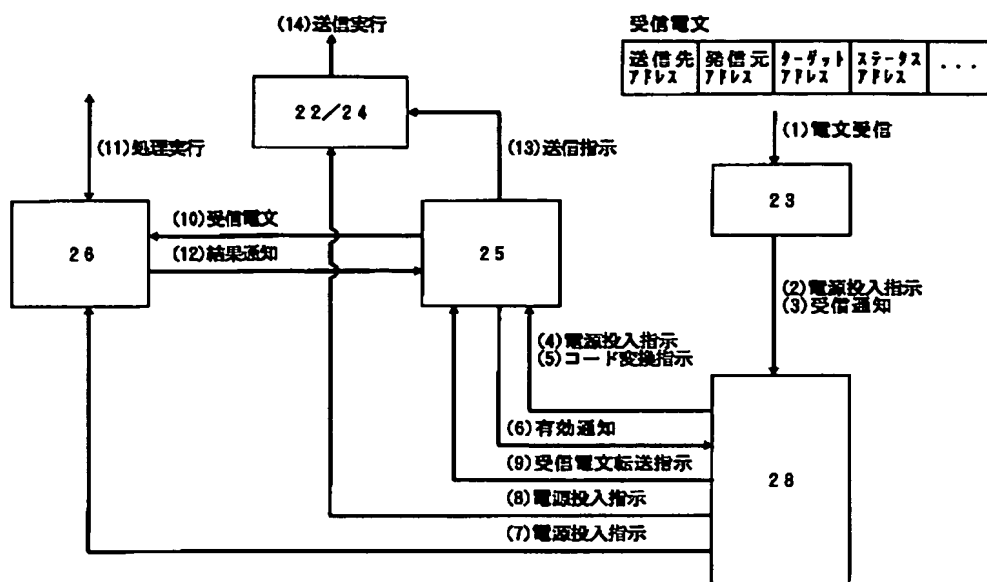 (14)送信実行
受信電文
送信先
アドレス
発信元
アドレス
ターゲット
アドレス
ステータス
アドレス
...
22/24
(1)電文受信
(11)処理実行
(13)送信指示
23
(10)受信電文
26
(12)結果通知
25
(2)電源投入指示
(3)受信通知
(4)電源投入指示
(5)コード変換指示
(6)有効通知
(9)受信電文転送指示
28
(8)電源投入指示
(7)電源投入指示